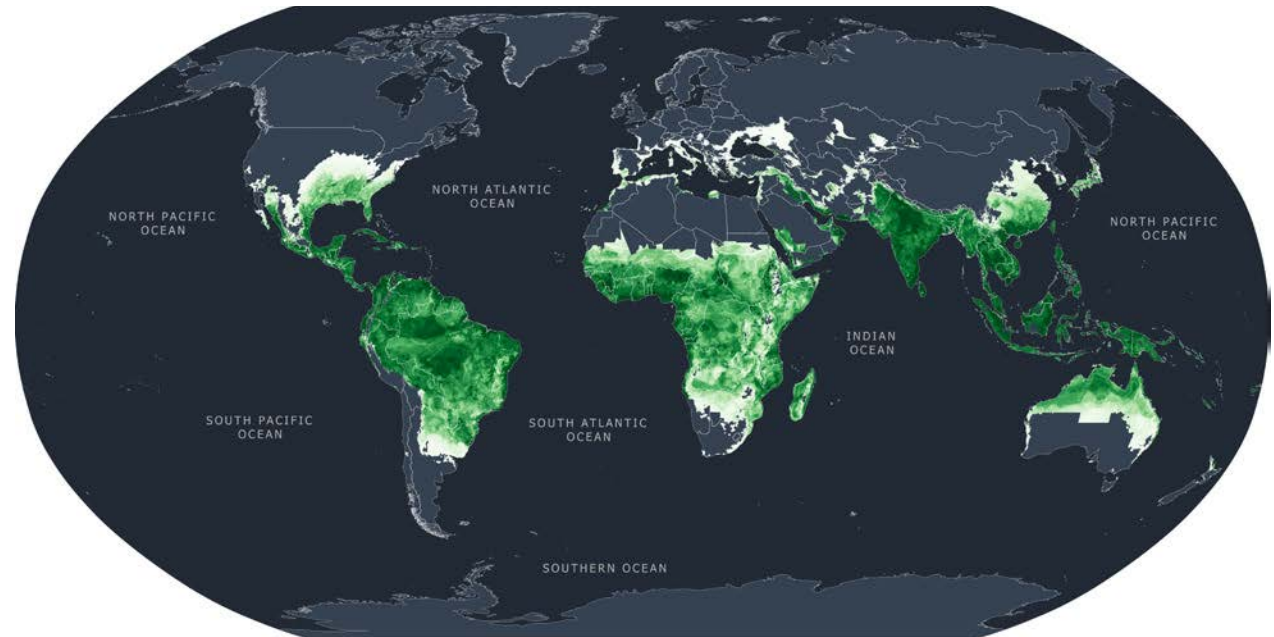 NORTH ATLANTIC
OCEAN
NORTH PACIFIC
OCEAN
NORTH PACIFIC
OCEAN
INDIAN
OCEAN
SOUTH PACIFIC
OCEAN
SOUTH ATLANTIC
OCEAN
SOUTHERN OCEAN